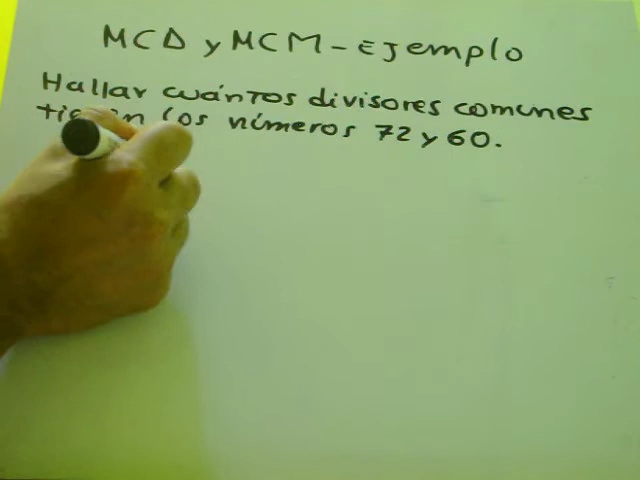 MCD y MCM - Ejemplo
Hallar cuántos divisores comunes
los números 72 y 60.